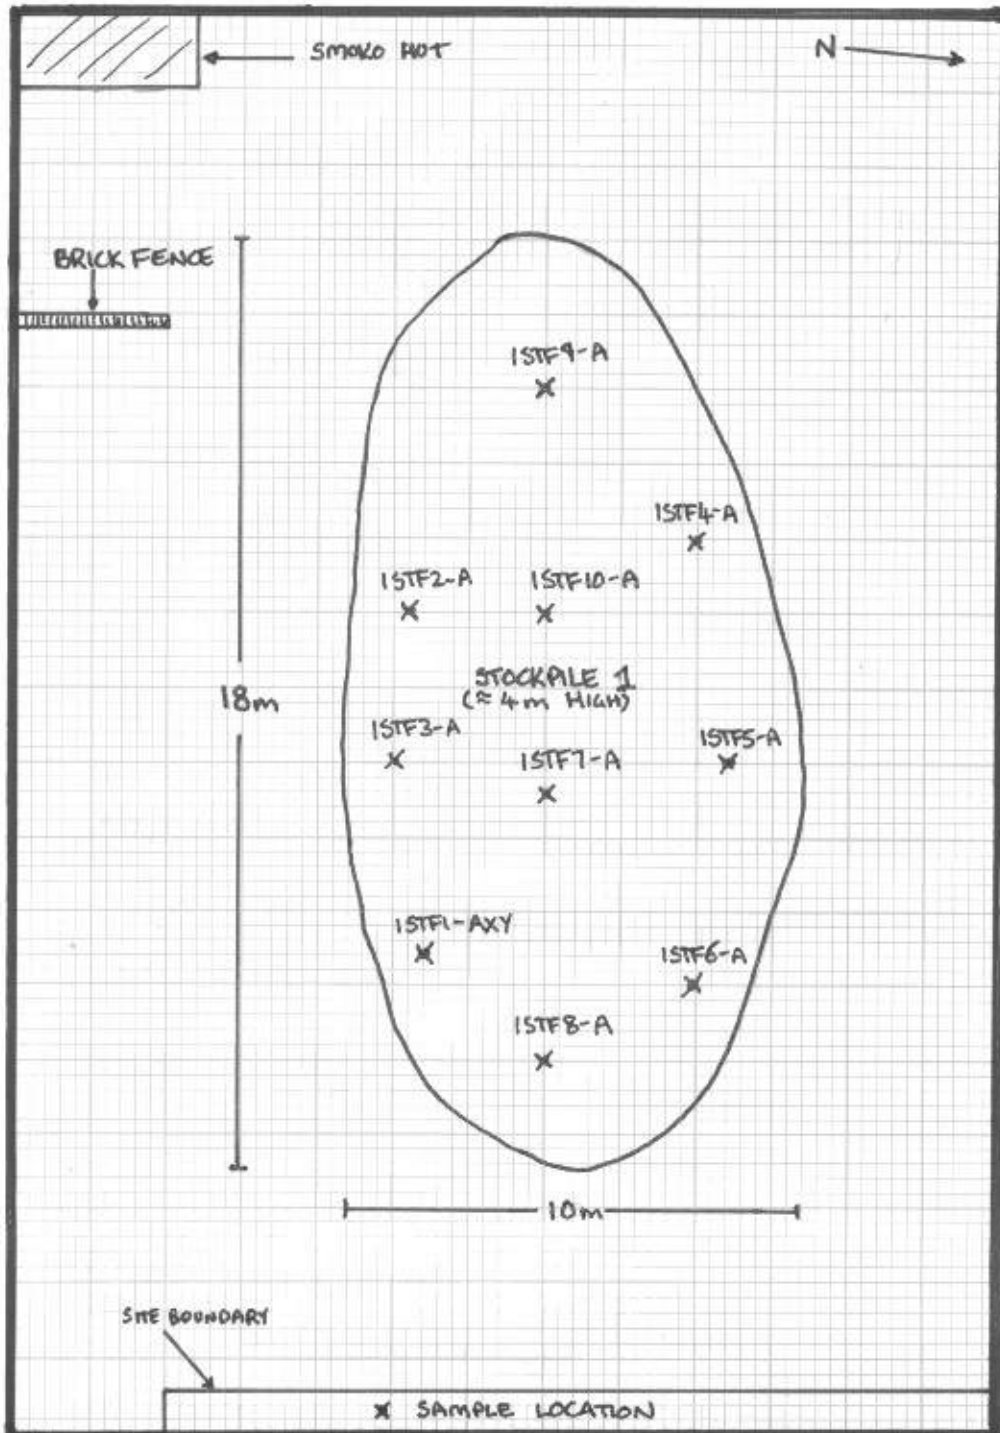 SMOKO HUT
N
BRICK FENCE
1STF9-A
1STF4-A
1STF2-A
1STF10-A
STOCKPILE 1
(≈ 4m HIGH)
18m
1STF3-A
1STF5-A
1STF7-A
1STF1-AXY
1STF6-A
1STF8-A
10m
SITE BOUNDARY
x SAMPLE LOCATION